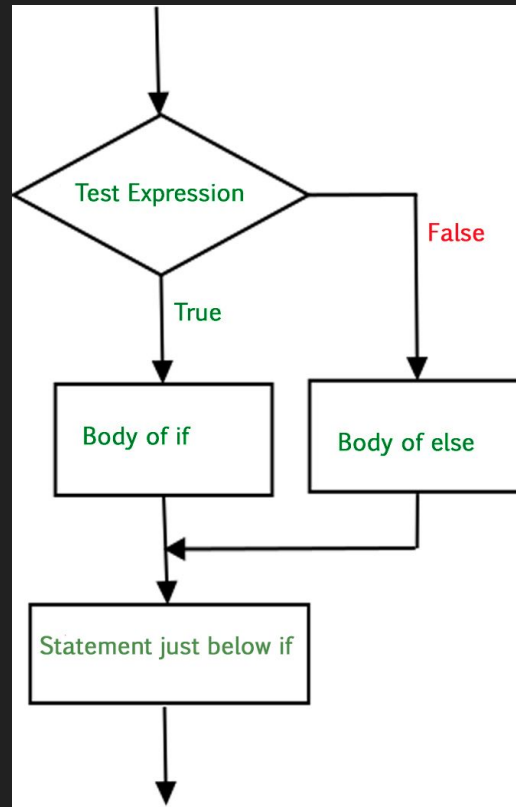 Test Expression
False
True
Body of if
Body of else
Statement just below if